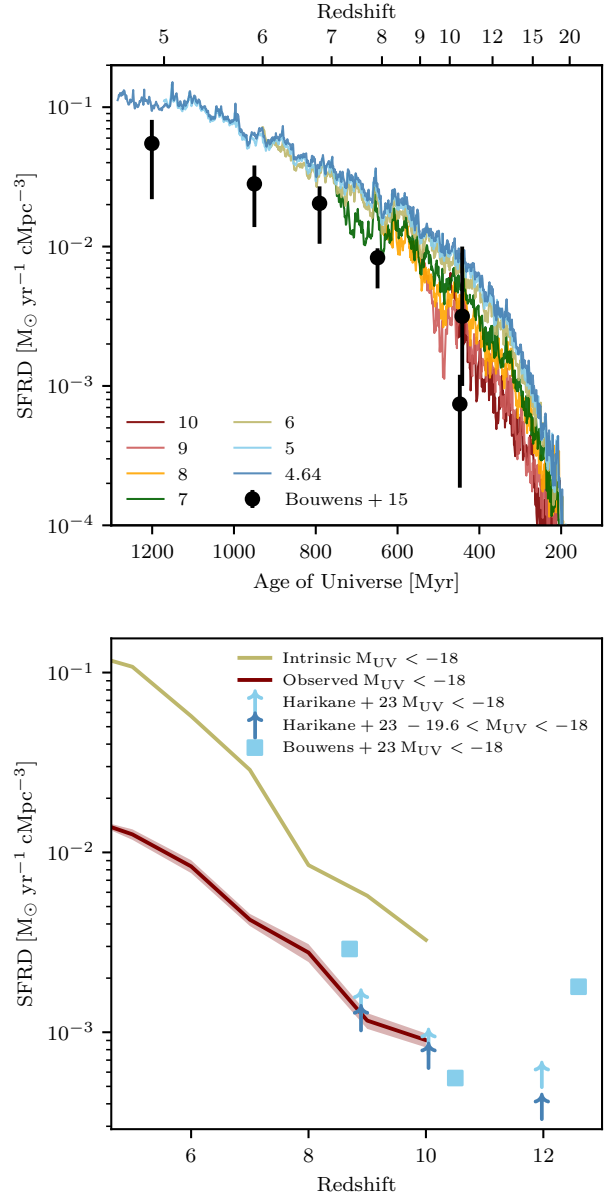 Redshift
5 6 7 8 9 10 12 15 20
10⁻¹
10⁻²
10⁻³
10⁻⁴
SFRD [M⊙ yr⁻¹ cMpc⁻³]
10 6
9 5
8 4.64
7 Bouwens + 15
1200 1000 800 600 400 200
Age of Universe [Myr]
Intrinsic M_UV < −18
Observed M_UV < −18
Harikane + 23 M_UV < −18
Harikane + 23 − 19.6 < M_UV < −18
Bouwens + 23 M_UV < −18
10⁻¹
10⁻²
10⁻³
SFRD [M⊙ yr⁻¹ cMpc⁻³]
6 8 10 12
Redshift